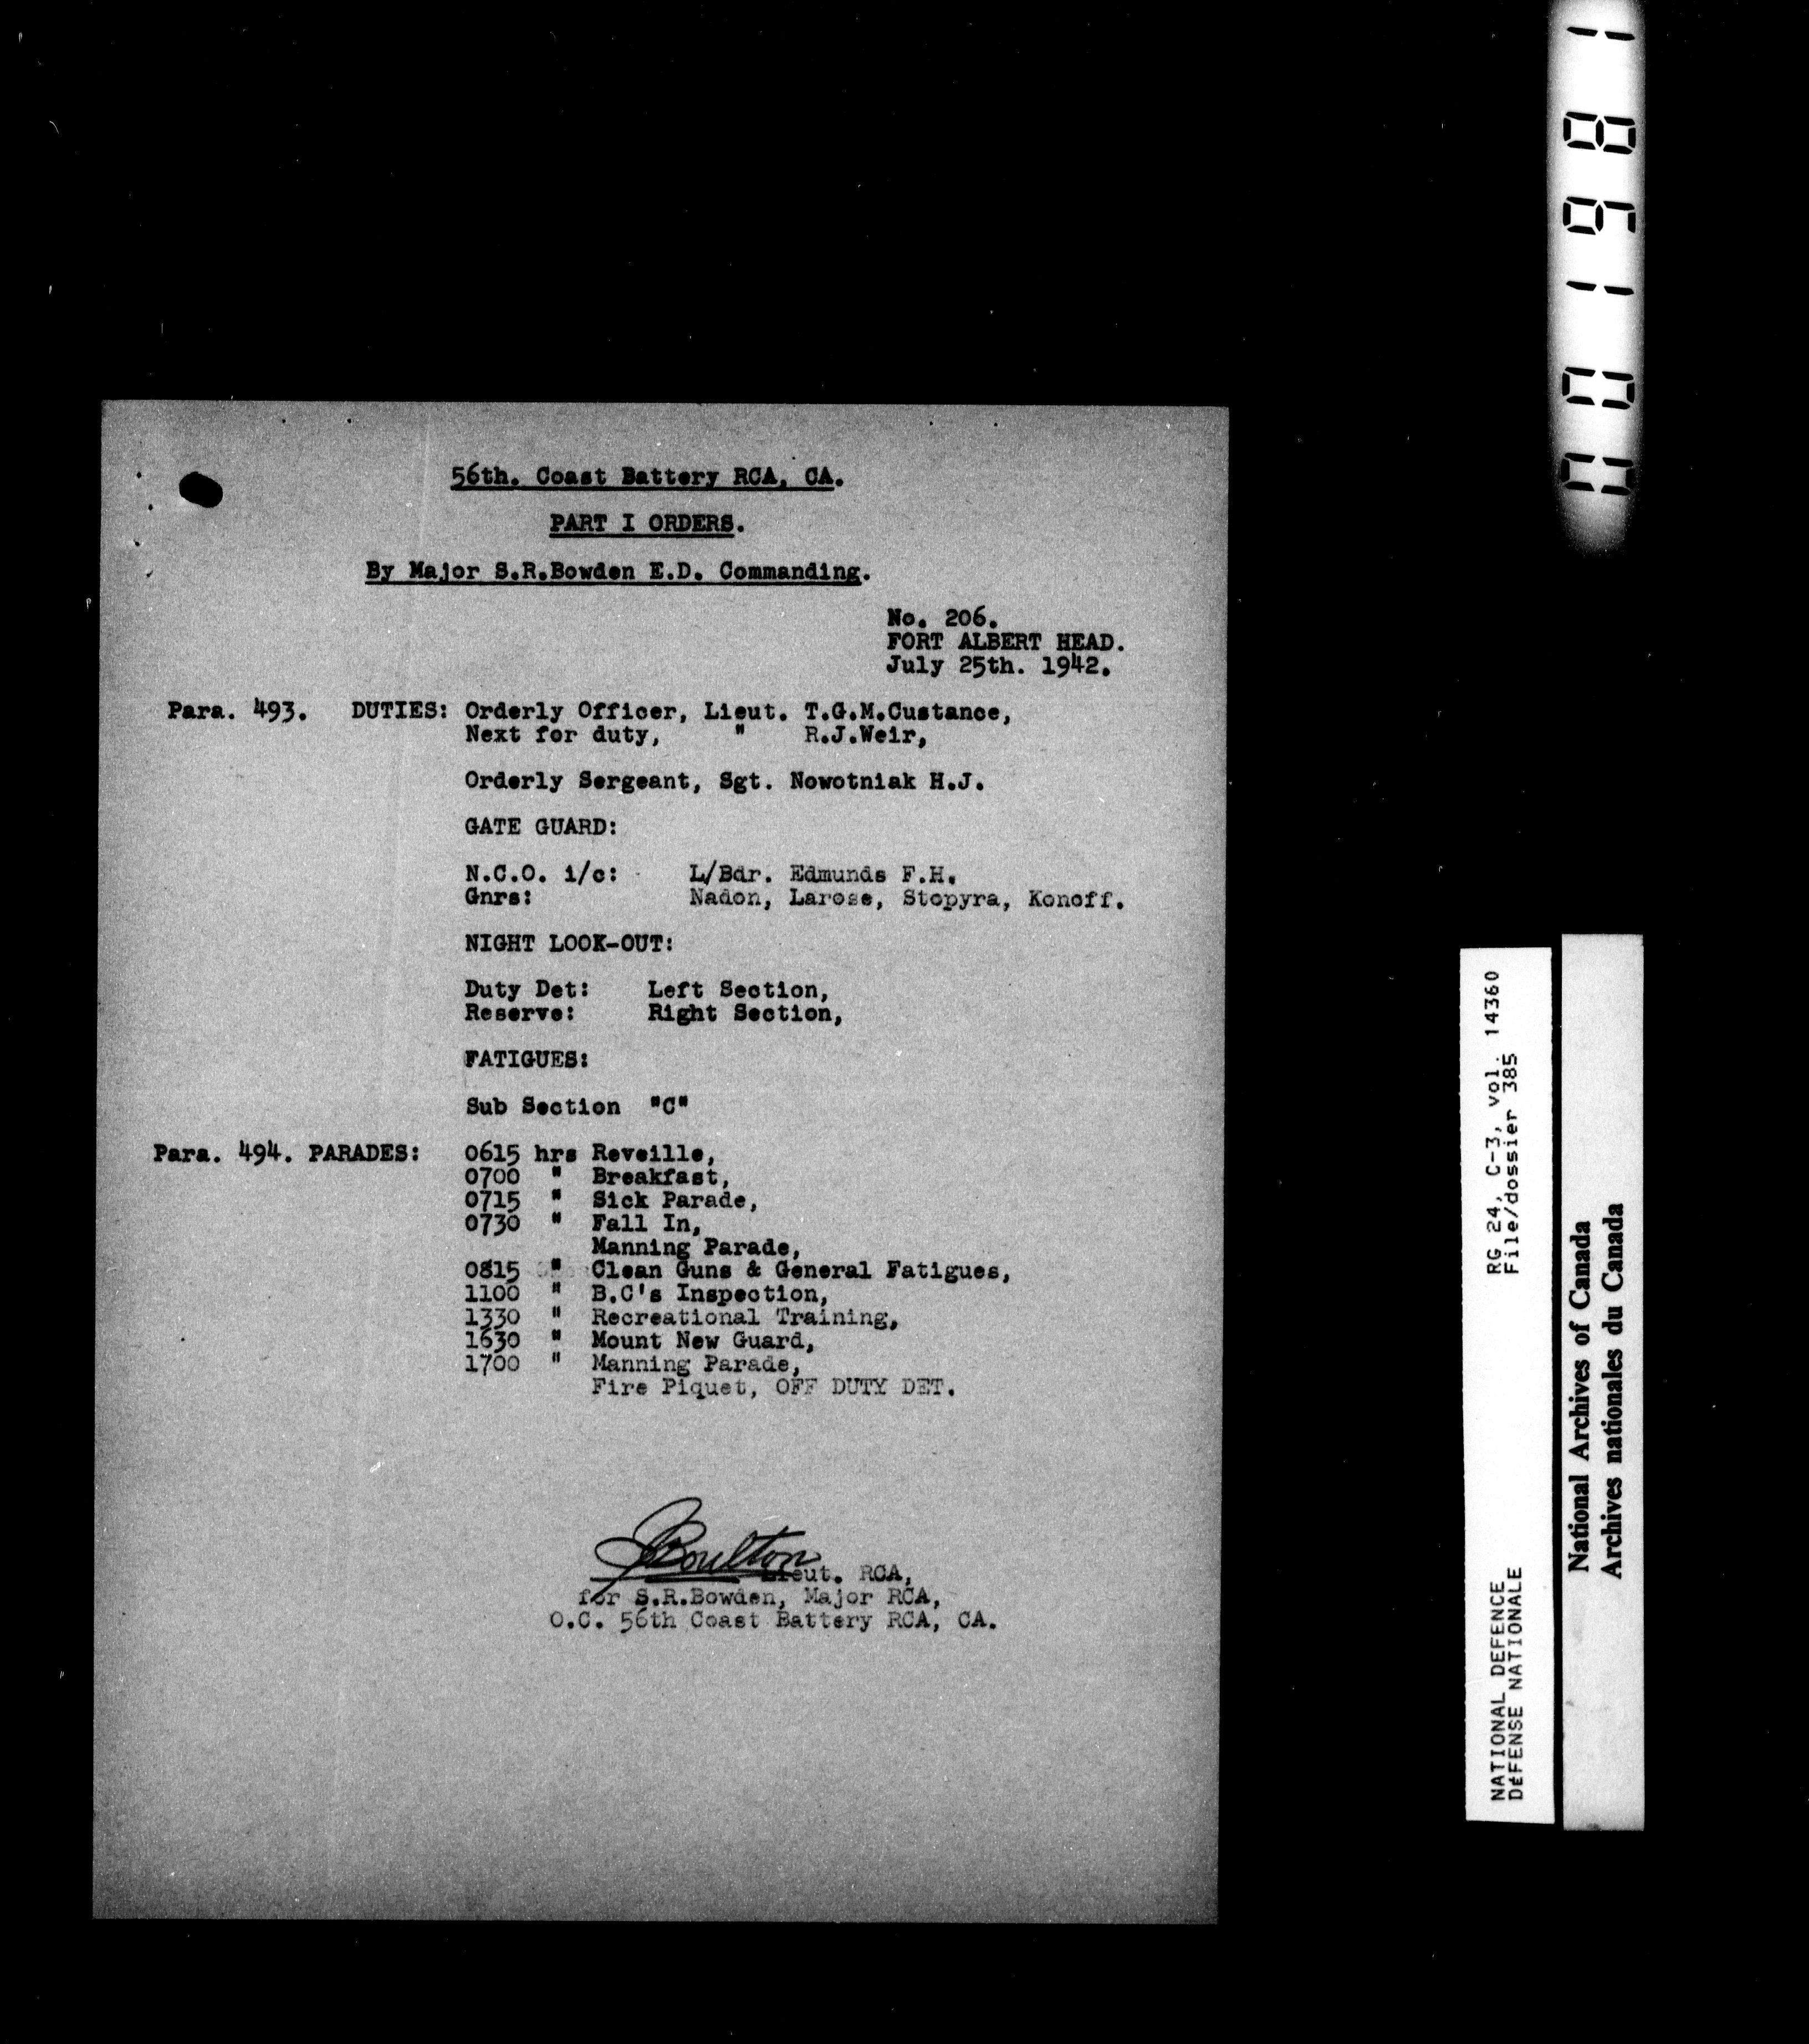 56th. Coast Battery RCA, CA.
PART I ORDERS.
By Major S.R.Bowden E.D. Commanding.
No. 206.
FORT ALBERT HEAD.
July 25th. 1942.
Para. 493. DUTIES: Orderly Officer, Lieut. T.G.M.Custance,
Next for duty, " R.J.Weir,
Orderly Sergeant, Sgt. Nowotniak H.J.
GATE GUARD:
N.C.O. i/c: L/Bdr. Edmunds F.H.
Gnrs: Nadon, Larose, Stopyra, Konoff.
NIGHT LOOK-OUT:
Duty Det: Left Section,
Reserve: Right Section,
FATIGUES:
Sub Section "C"
Para. 494. PARADES: 0615 hrs Reveille,
0700 " Breakfast,
0715 " Sick Parade,
0730 " Fall In,
Manning Parade,
0815 " Clean Guns & General Fatigues,
1100 " B.C's Inspection,
1330 " Recreational Training,
1630 " Mount New Guard,
1700 " Manning Parade,
Fire Piquet, OFF DUTY DET.
Boulton
Lieut. RCA,
for S.R.Bowden, Major RCA,
O.C. 56th Coast Battery RCA, CA.
001981
NATIONAL DEFENCE RG 24, C-3, vol. 14360
DÉFENSE NATIONALE File/dossier 385
National Archives of Canada
Archives nationales du Canada